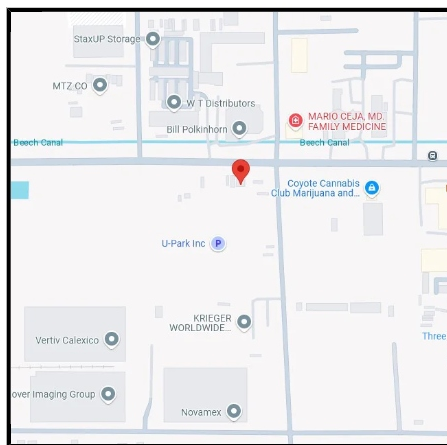 StaxUP Storage
MTZ CO
W T Distributors
Bill Polkinhorn
MARIO CEJA, MD.
FAMILY MEDICINE
Beech Canal
Beech Canal
Coyote Cannabis
Club Marijuana and...
U-Park Inc
P
KRIEGER
WORLDWIDE...
Vertiv Calexico
Three
over Imaging Group
Novamex